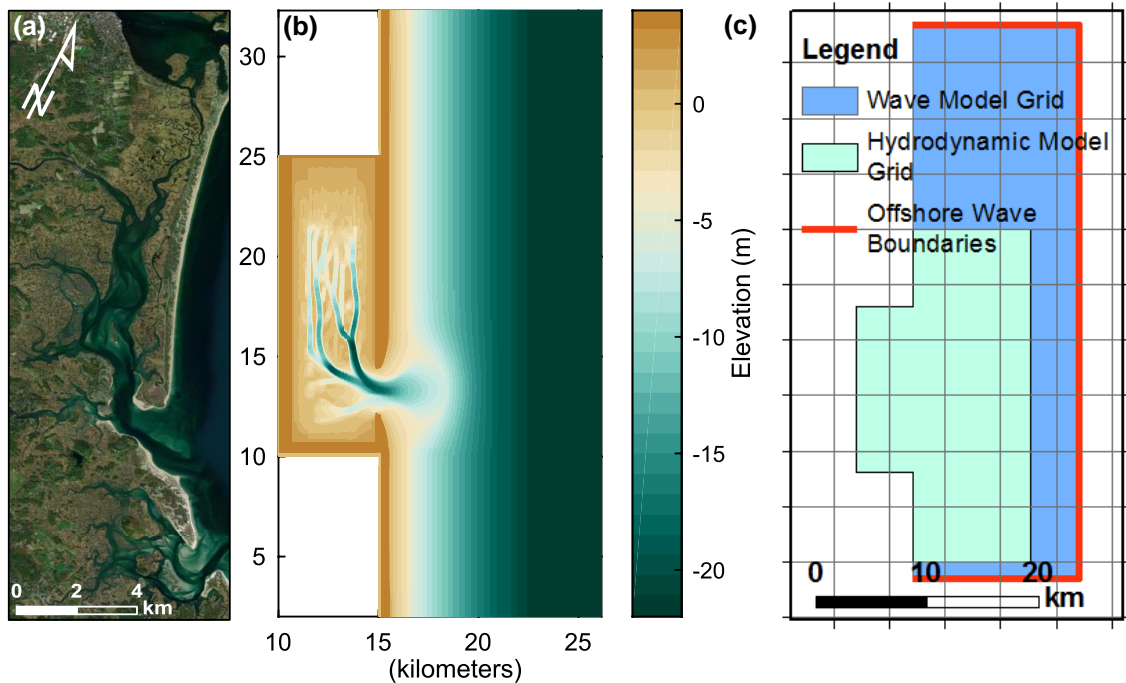 (a)
N
0 2 4
km
(b)
30
25
20
15
10
5
10 15 20 25
(kilometers)
0
-5
-10
-15
-20
Elevation (m)
(c)
Legend
Wave Model Grid
Hydrodynamic Model
Grid
Offshore Wave
Boundaries
0 10 20
km